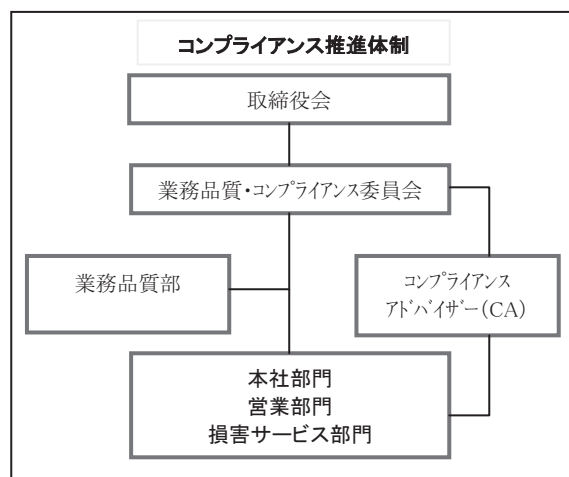 コンプライアンス推進体制
取締役会
業務品質・コンプライアンス委員会
業務品質部
コンプライアンス
アドバイザー(CA)
本社部門
営業部門
損害サービス部門